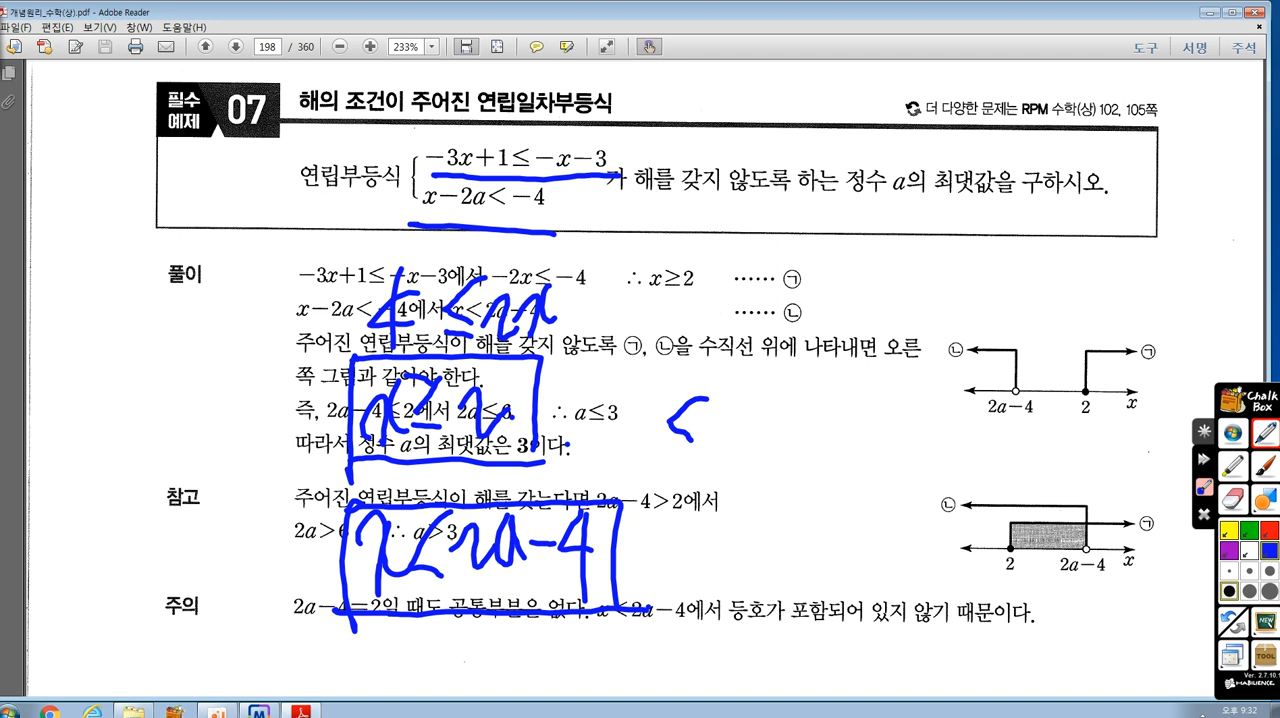 개념원리_수학(상).pdf - Adobe Reader
파일(F) 편집(E) 보기(V) 창(W) 도움말(H)
198 / 360 233% 도구 서명 주석
필수 예제 07 해의 조건이 주어진 연립일차부등식
더 다양한 문제는 RPM 수학(상) 102, 105쪽
연립부등식 { -3x+1≤-x-3
x-2a<-4
가 해를 갖지 않도록 하는 정수 a의 최댓값을 구하시오.
풀이 -3x+1≤-x-3에서 -2x≤-4 ∴ x≥2 ······ ㉠
x-2a<-4에서 x<2a-4 ······ ㉡
4 ≤ 2x
주어진 연립부등식이 해를 갖지 않도록 ㉠, ㉡을 수직선 위에 나타내면 오른
쪽 그림과 같아야 한다.
즉, 2a-4≤2에서 2a≤6 ∴ a≤3
x ≥ 2
<
따라서 정수 a의 최댓값은 3이다.
㉡ ㉠
2a-4 2 x
참고 주어진 연립부등식이 해를 갖는다면 2a-4>2에서
2a>6 ∴ a>3
x < 2a-4
㉡
㉠
2 2a-4 x
주의 2a-4=2일 때도 공통부분은 없다. x<2a-4에서 등호가 포함되어 있지 않기 때문이다.
Chalk Box
NEW
TOOL
Ver. 2.7.10.
HABILIENCE
오후 9:32